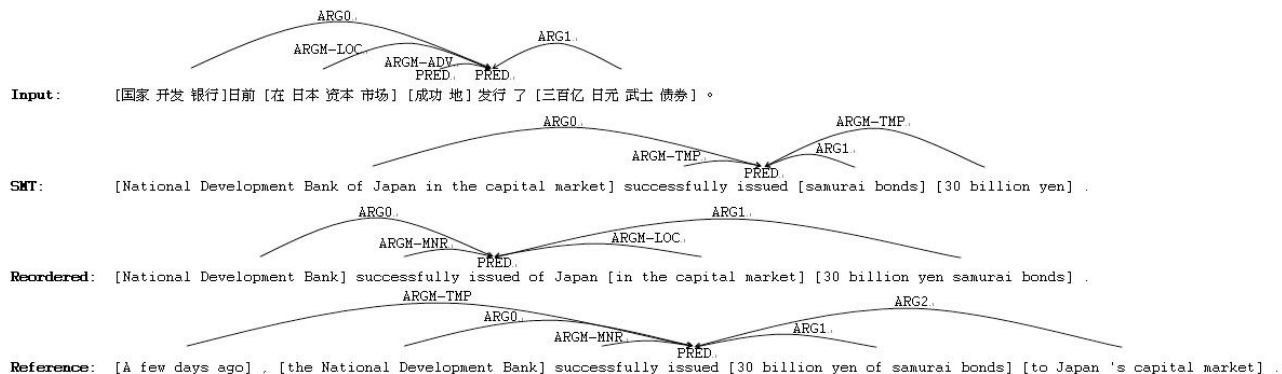 ARG0
ARGM-LOC
ARG1
ARGM-ADV
PRED PRED
Input: [国家 开发 银行]日前 [在 日本 资本 市场] [成功 地] 发行 了 [三百亿 日元 武士 债券] 。
ARG0 ARGM-TMP
ARGM-TMP ARG1
PRED
SMT: [National Development Bank of Japan in the capital market] successfully issued [samurai bonds] [30 billion yen] .
ARG0 ARG1
ARGM-MNR ARGM-LOC
PRED
Reordered: [National Development Bank] successfully issued of Japan [in the capital market] [30 billion yen samurai bonds] .
ARGM-TMP ARG2
ARG0
ARGM-MNR ARG1
PRED
Reference: [A few days ago] , [the National Development Bank] successfully issued [30 billion yen of samurai bonds] [to Japan 's capital market] .